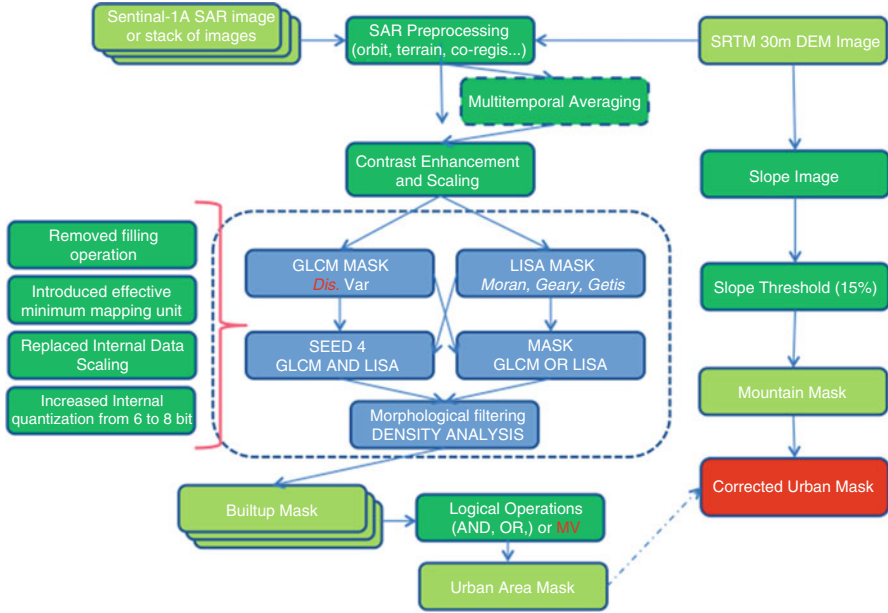 Sentinal-1A SAR image
or stack of images
SAR Preprocessing
(orbit, terrain, co-regis...)
SRTM 30m DEM Image
Multitemporal Averaging
Contrast Enhancement
and Scaling
Slope Image
Removed filling
operation
GLCM MASK
Dis. Var
LISA MASK
Moran, Geary, Getis
Introduced effective
minimum mapping unit
Slope Threshold (15%)
Replaced Internal Data
Scaling
SEED 4
GLCM AND LISA
MASK
GLCM OR LISA
Increased Internal
quantization from 6 to 8 bit
Morphological filtering
DENSITY ANALYSIS
Mountain Mask
Builtup Mask
Logical Operations
(AND, OR,) or MV
Corrected Urban Mask
Urban Area Mask